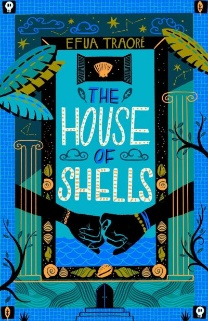 EFUA TRAORÉ
THE
HOUSE
OF
SHELLS